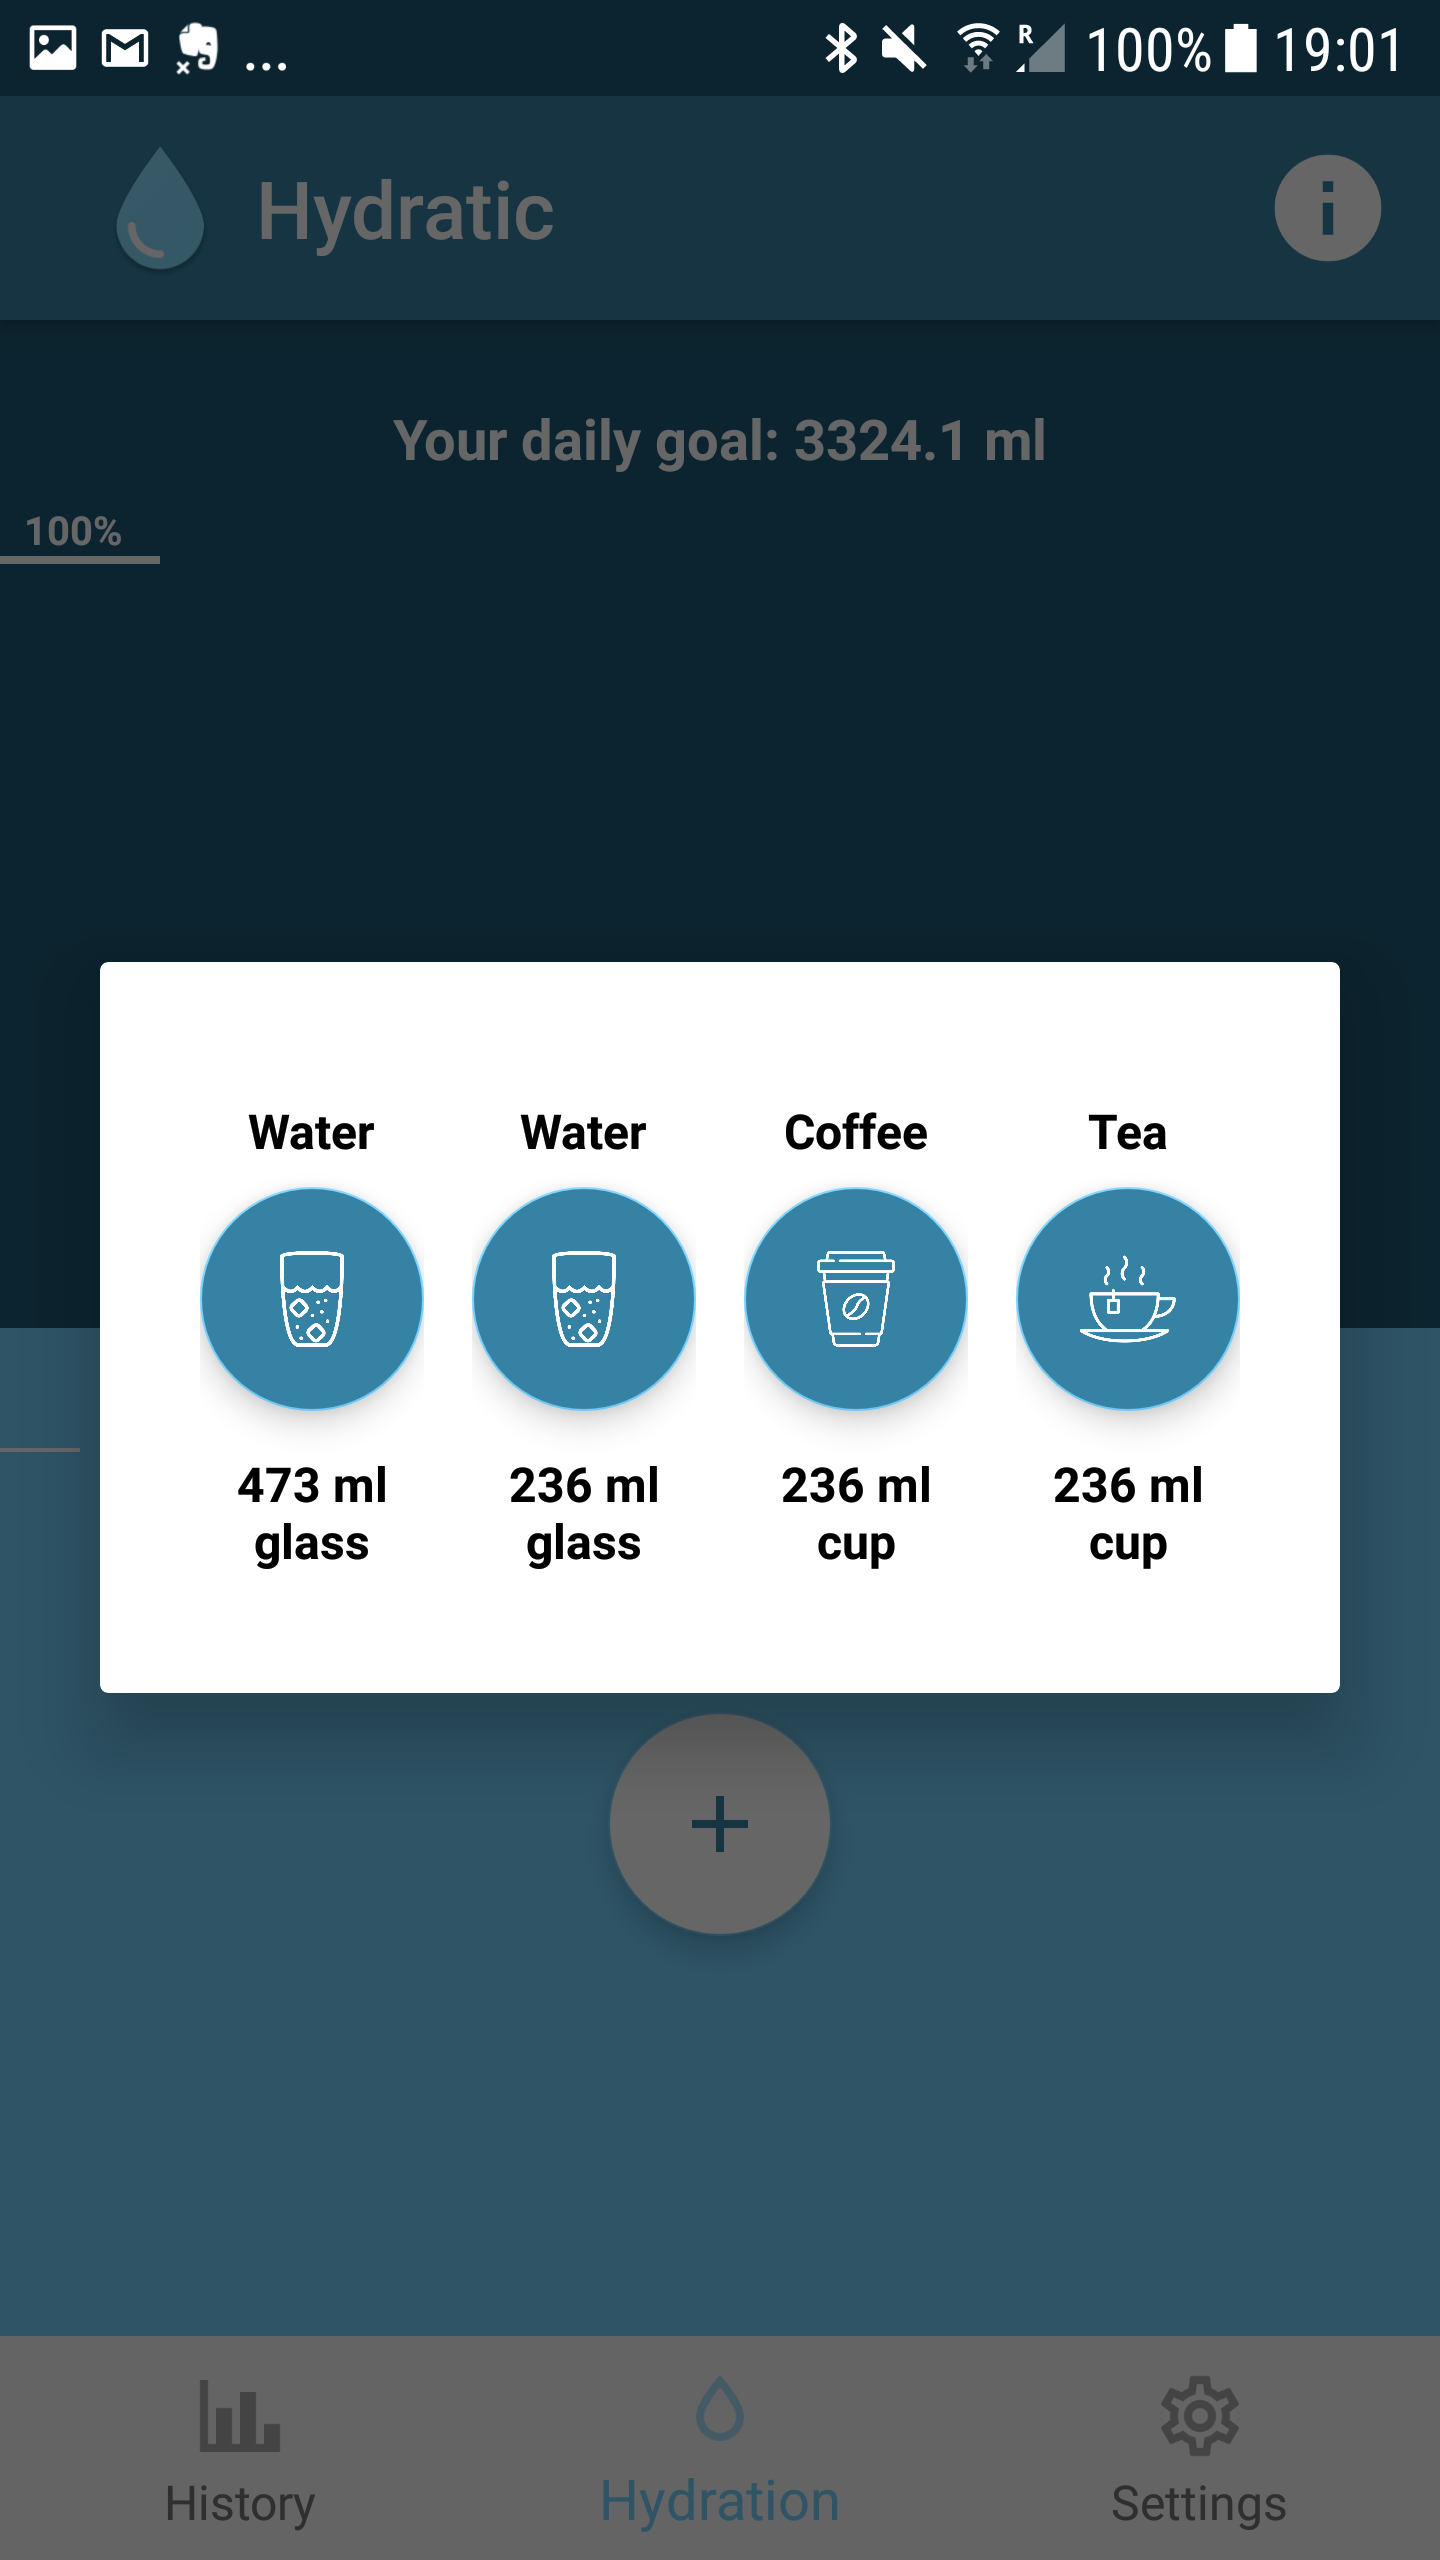 ... R 100% 19:01
Hydratic
Your daily goal: 3324.1 ml
100%
Water Water Coffee Tea
473 ml 236 ml 236 ml 236 ml
glass glass cup cup
+
History Hydration Settings